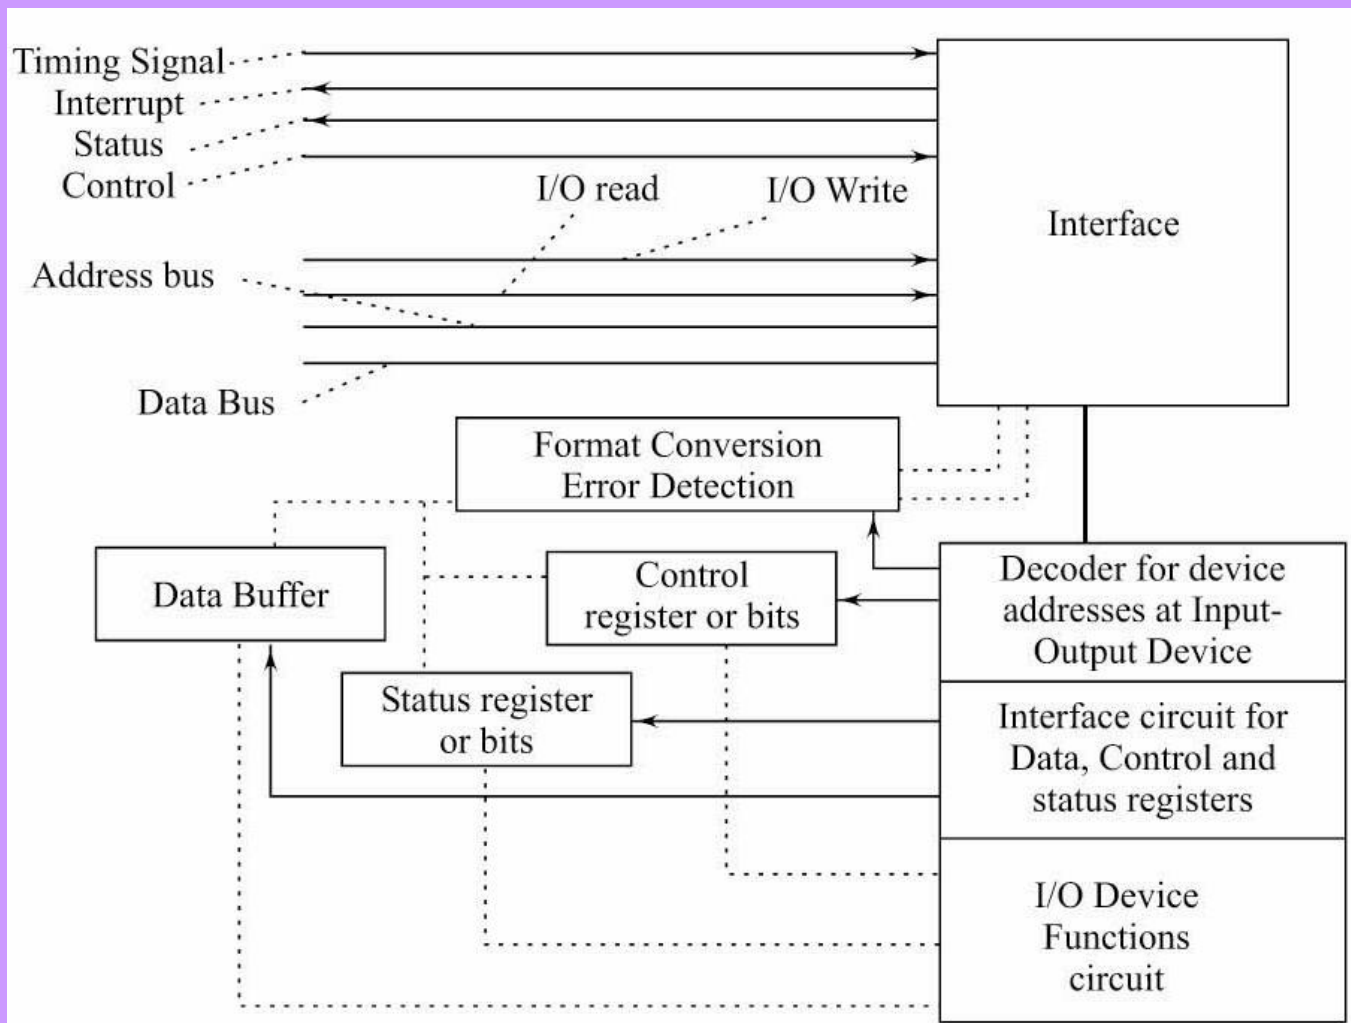 Timing Signal
Interrupt
Status
Control
I/O read
I/O Write
Interface
Address bus
Data Bus
Format Conversion
Error Detection
Data Buffer
Control
register or bits
Decoder for device
addresses at Input-
Output Device
Status register
or bits
Interface circuit for
Data, Control and
status registers
I/O Device
Functions
circuit